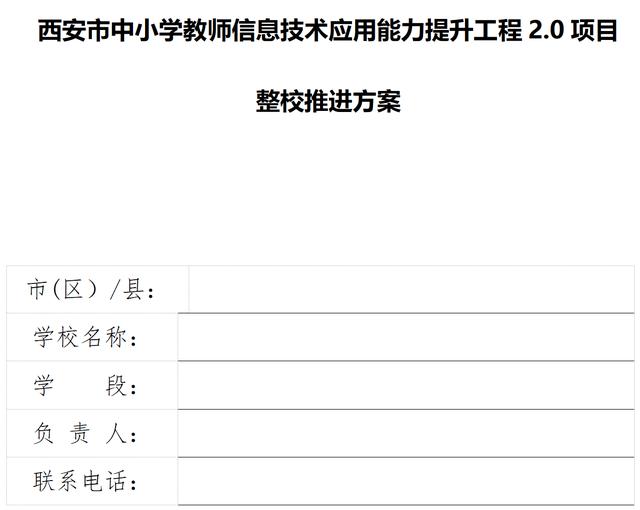 西安市中小学教师信息技术应用能力提升工程 2.0 项目
整校推进方案
市(区）/县：
学校名称：
学 段：
负 责 人：
联系电话：